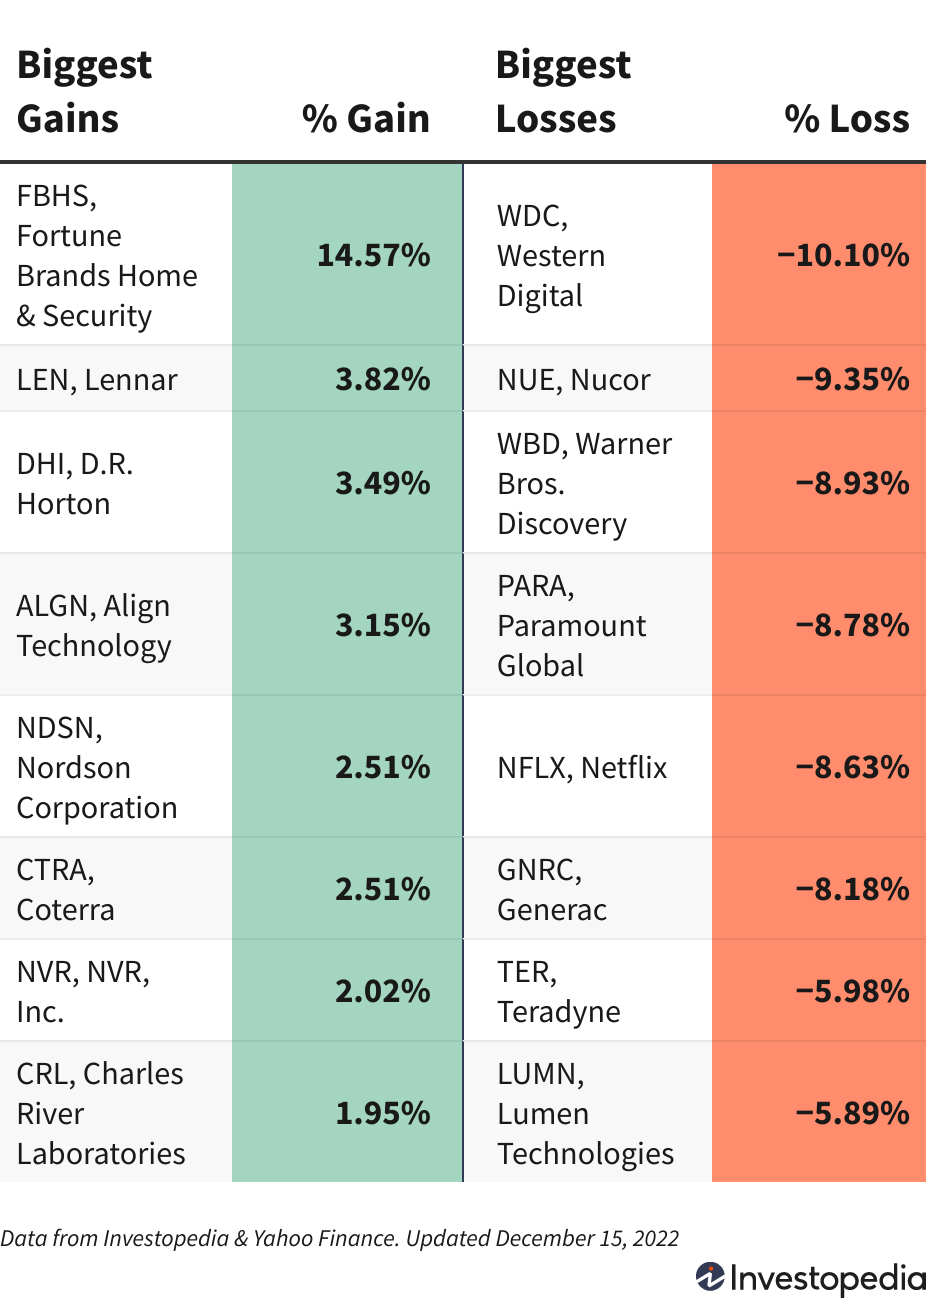 Biggest Gains % Gain Biggest Losses % Loss
FBHS, Fortune Brands Home & Security 14.57% WDC, Western Digital −10.10%
LEN, Lennar 3.82% NUE, Nucor −9.35%
DHI, D.R. Horton 3.49% WBD, Warner Bros. Discovery −8.93%
ALGN, Align Technology 3.15% PARA, Paramount Global −8.78%
NDSN, Nordson Corporation 2.51% NFLX, Netflix −8.63%
CTRA, Coterra 2.51% GNRC, Generac −8.18%
NVR, NVR, Inc. 2.02% TER, Teradyne −5.98%
CRL, Charles River Laboratories 1.95% LUMN, Lumen Technologies −5.89%
Data from Investopedia & Yahoo Finance. Updated December 15, 2022
Investopedia